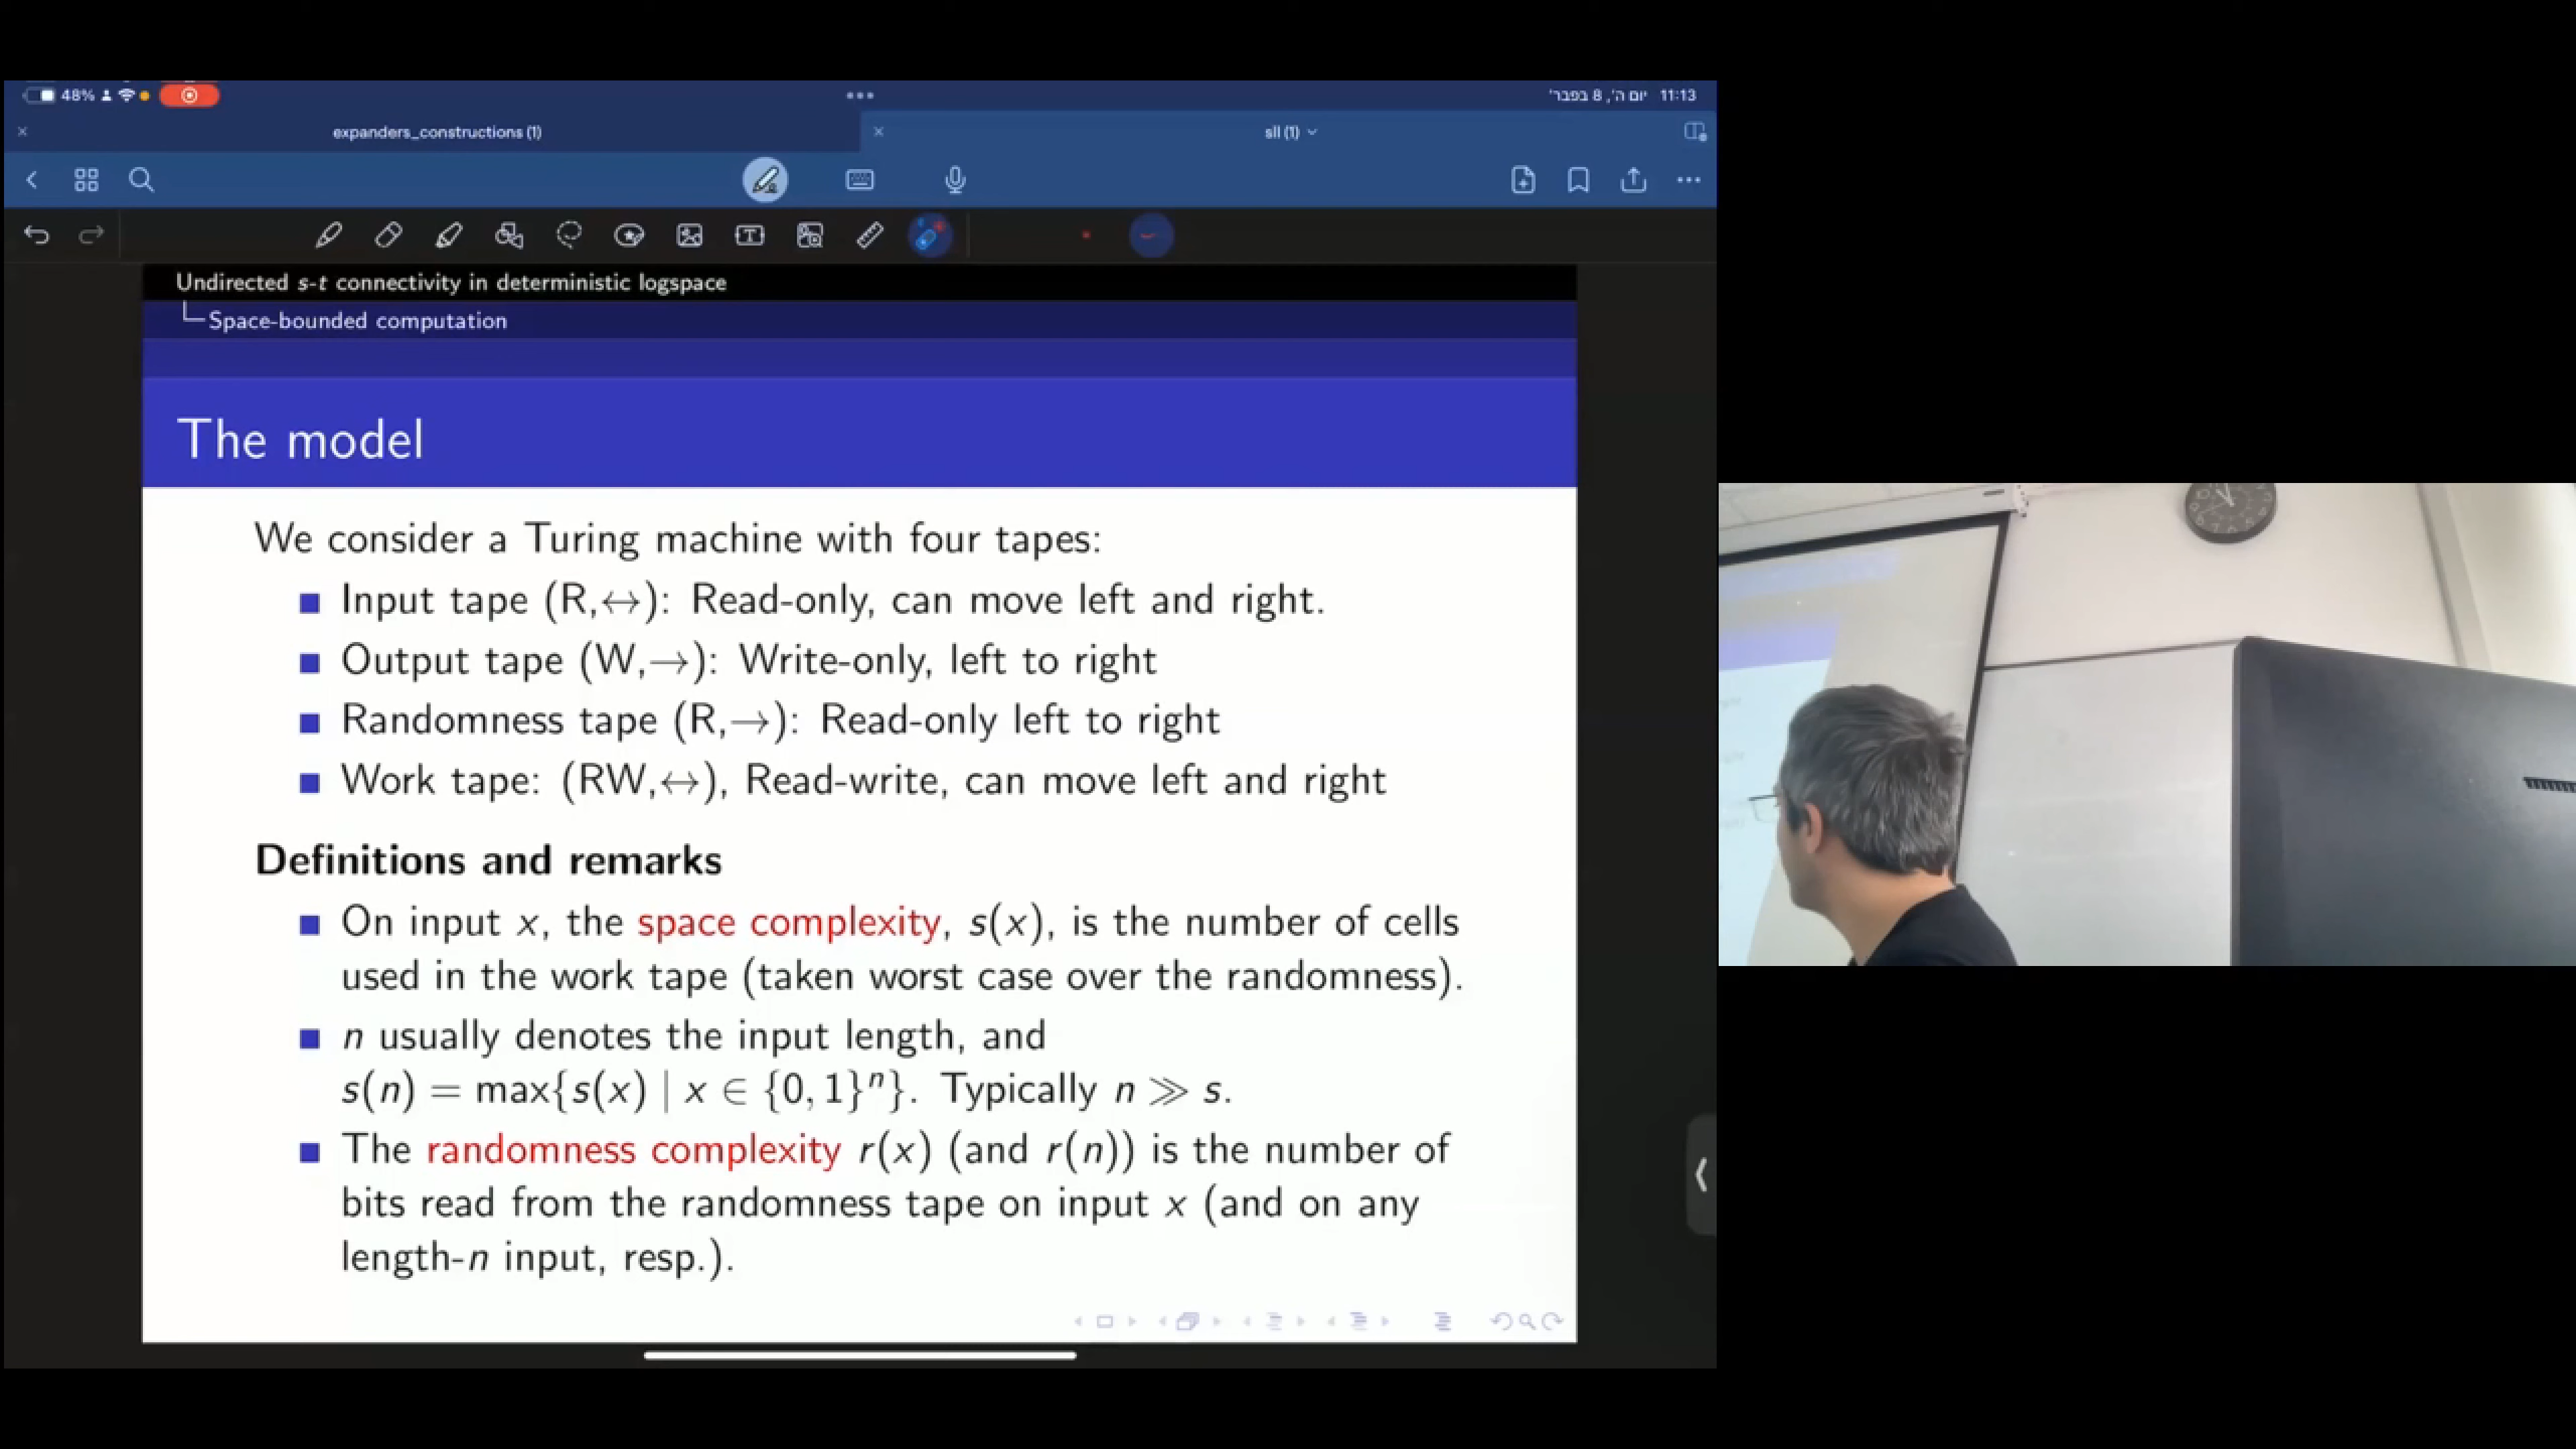 48%
יום ה׳, 8 בפבר׳ 11:13
expanders_constructions (1)
sll (1)
Undirected s-t connectivity in deterministic logspace
Space-bounded computation
The model
We consider a Turing machine with four tapes:
Input tape (R,↔): Read-only, can move left and right.
Output tape (W,→): Write-only, left to right
Randomness tape (R,→): Read-only left to right
Work tape: (RW,↔), Read-write, can move left and right
Definitions and remarks
On input x, the space complexity, s(x), is the number of cells
used in the work tape (taken worst case over the randomness).
n usually denotes the input length, and
s(n) = max{s(x) | x ∈ {0, 1}ⁿ}. Typically n ≫ s.
The randomness complexity r(x) (and r(n)) is the number of
bits read from the randomness tape on input x (and on any
length-n input, resp.).